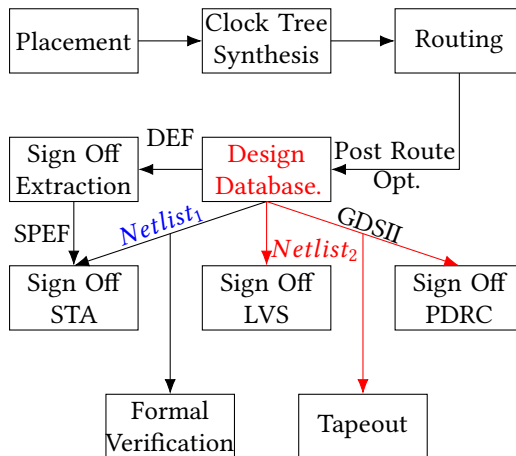 Placement
Clock Tree
Synthesis
Routing
Sign Off
Extraction
DEF
Design
Database.
Post Route
Opt.
SPEF
Netlist₁
Netlist₂
GDSII
Sign Off
STA
Sign Off
LVS
Sign Off
PDRC
Formal
Verification
Tapeout